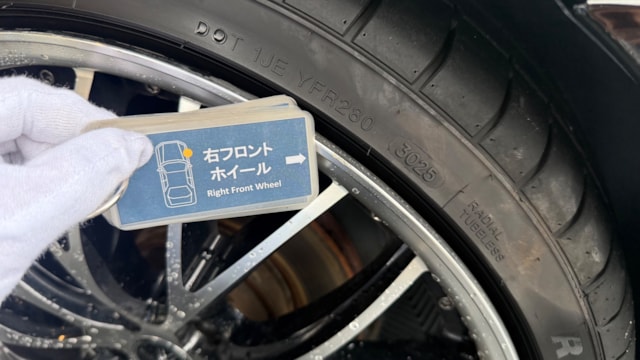 DOT 1JE YFR280 3025
RADIAL
TUBELESS
右フロント
ホイール
Right Front Wheel
R